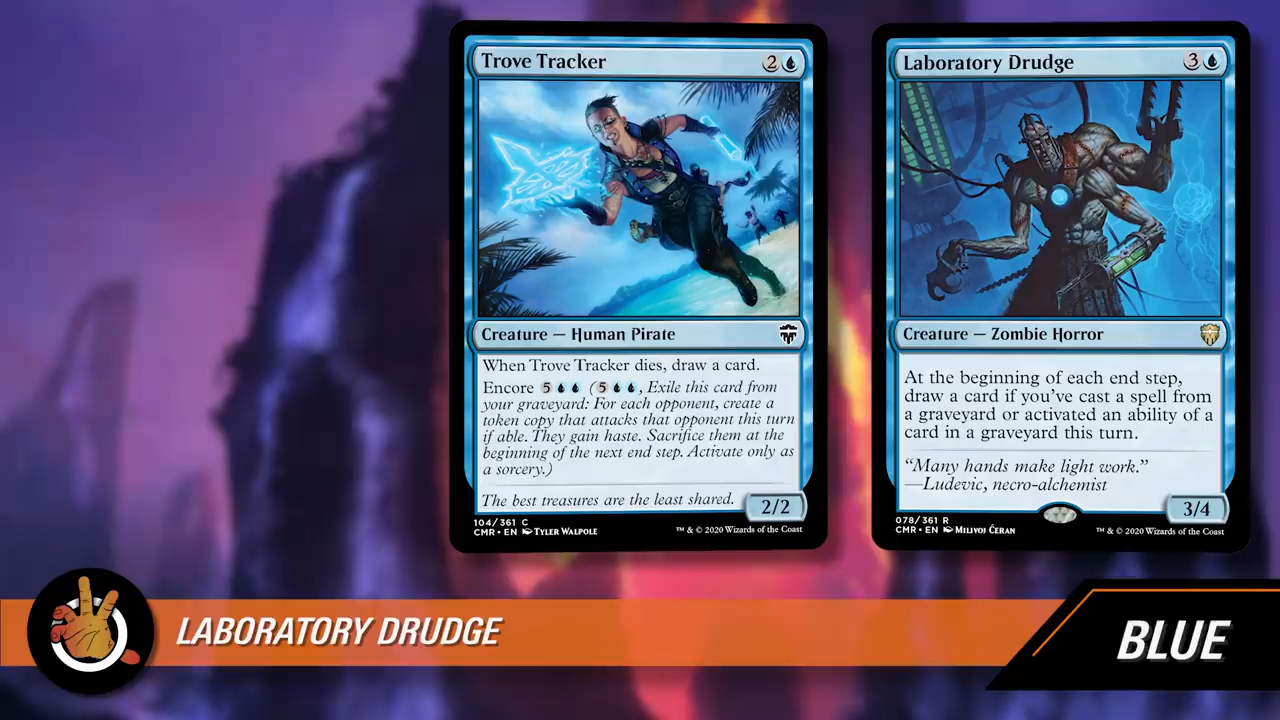 Trove Tracker 2
Creature — Human Pirate
When Trove Tracker dies, draw a card.
Encore 5 (5, Exile this card from
your graveyard: For each opponent, create a
token copy that attacks that opponent this turn
if able. They gain haste. Sacrifice them at the
beginning of the next end step. Activate only as
a sorcery.)
The best treasures are the least shared.
2/2
104/361 C
CMR • EN Tyler Walpole
™ & © 2020 Wizards of the Coast
Laboratory Drudge 3
Creature — Zombie Horror
At the beginning of each end step,
draw a card if you've cast a spell from
a graveyard or activated an ability of a
card in a graveyard this turn.
"Many hands make light work."
—Ludevic, necro-alchemist
3/4
078/361 R
CMR • EN Milivoj Ćeran
™ & © 2020 Wizards of the Coast
LABORATORY DRUDGE
BLUE